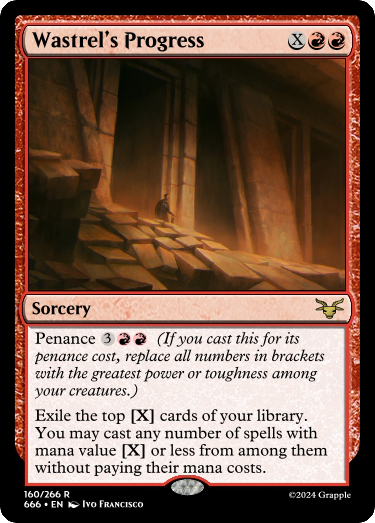 Wastrel's Progress X R R
Sorcery
Penance 3 R R (If you cast this for its
penance cost, replace all numbers in brackets
with the greatest power or toughness among
your creatures.)
Exile the top [X] cards of your library.
You may cast any number of spells with
mana value [X] or less from among them
without paying their mana costs.
160/266 R
666 • EN Ivo Francisco
©2024 Grapple